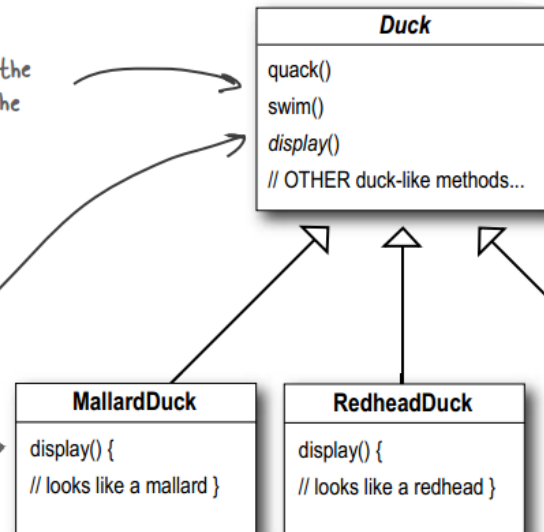 Duck
the
he
quack()
swim()
display()
// OTHER duck-like methods...
MallardDuck
display() {
// looks like a mallard }
RedheadDuck
display() {
// looks like a redhead }